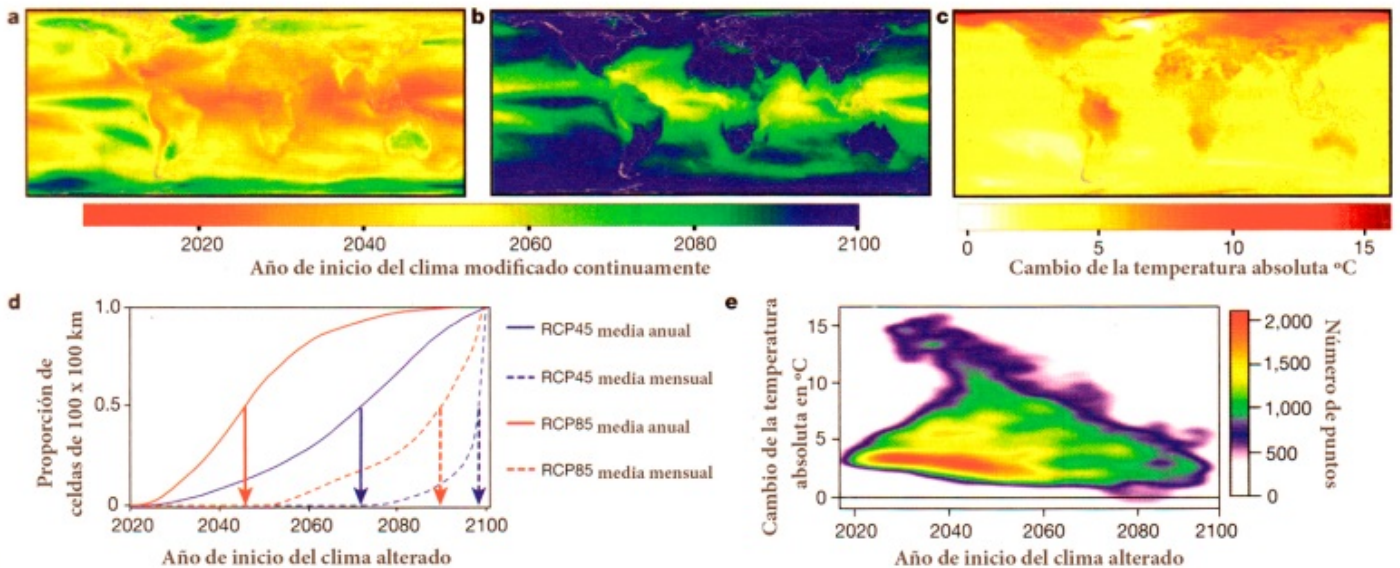 a
b
c
2020 2040 2060 2080 2100
Año de inicio del clima modificado continuamente
0 5 10 15
Cambio de la temperatura absoluta ºC
d
Proporción de
celdas de 100 x 100 km
1.0
0.5
0
2020 2040 2060 2080 2100
Año de inicio del clima alterado
RCP45 media anual
RCP45 media mensual
RCP85 media anual
RCP85 media mensual
e
Cambio de la temperatura
absoluta en ºC
15
10
5
0
2020 2040 2060 2080 2100
Año de inicio del clima alterado
2,000
1,500
1,000
500
0
Número de puntos